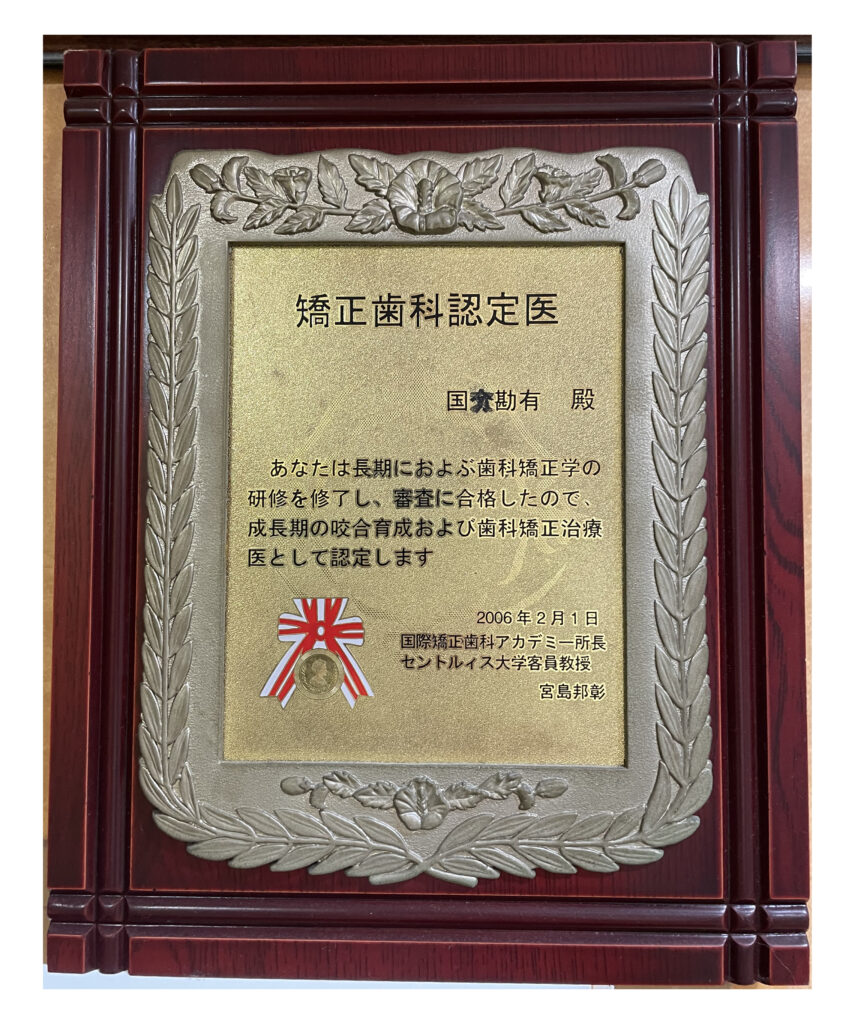 矯正歯科認定医
国 勘有 殿
あなたは長期におよぶ歯科矯正学の
研修を修了し、審査に合格したので、
成長期の咬合育成および歯科矯正治療
医として認定します
2006年2月1日
国際矯正歯科アカデミー所長
セントルィス大学客員教授
宮島邦彰